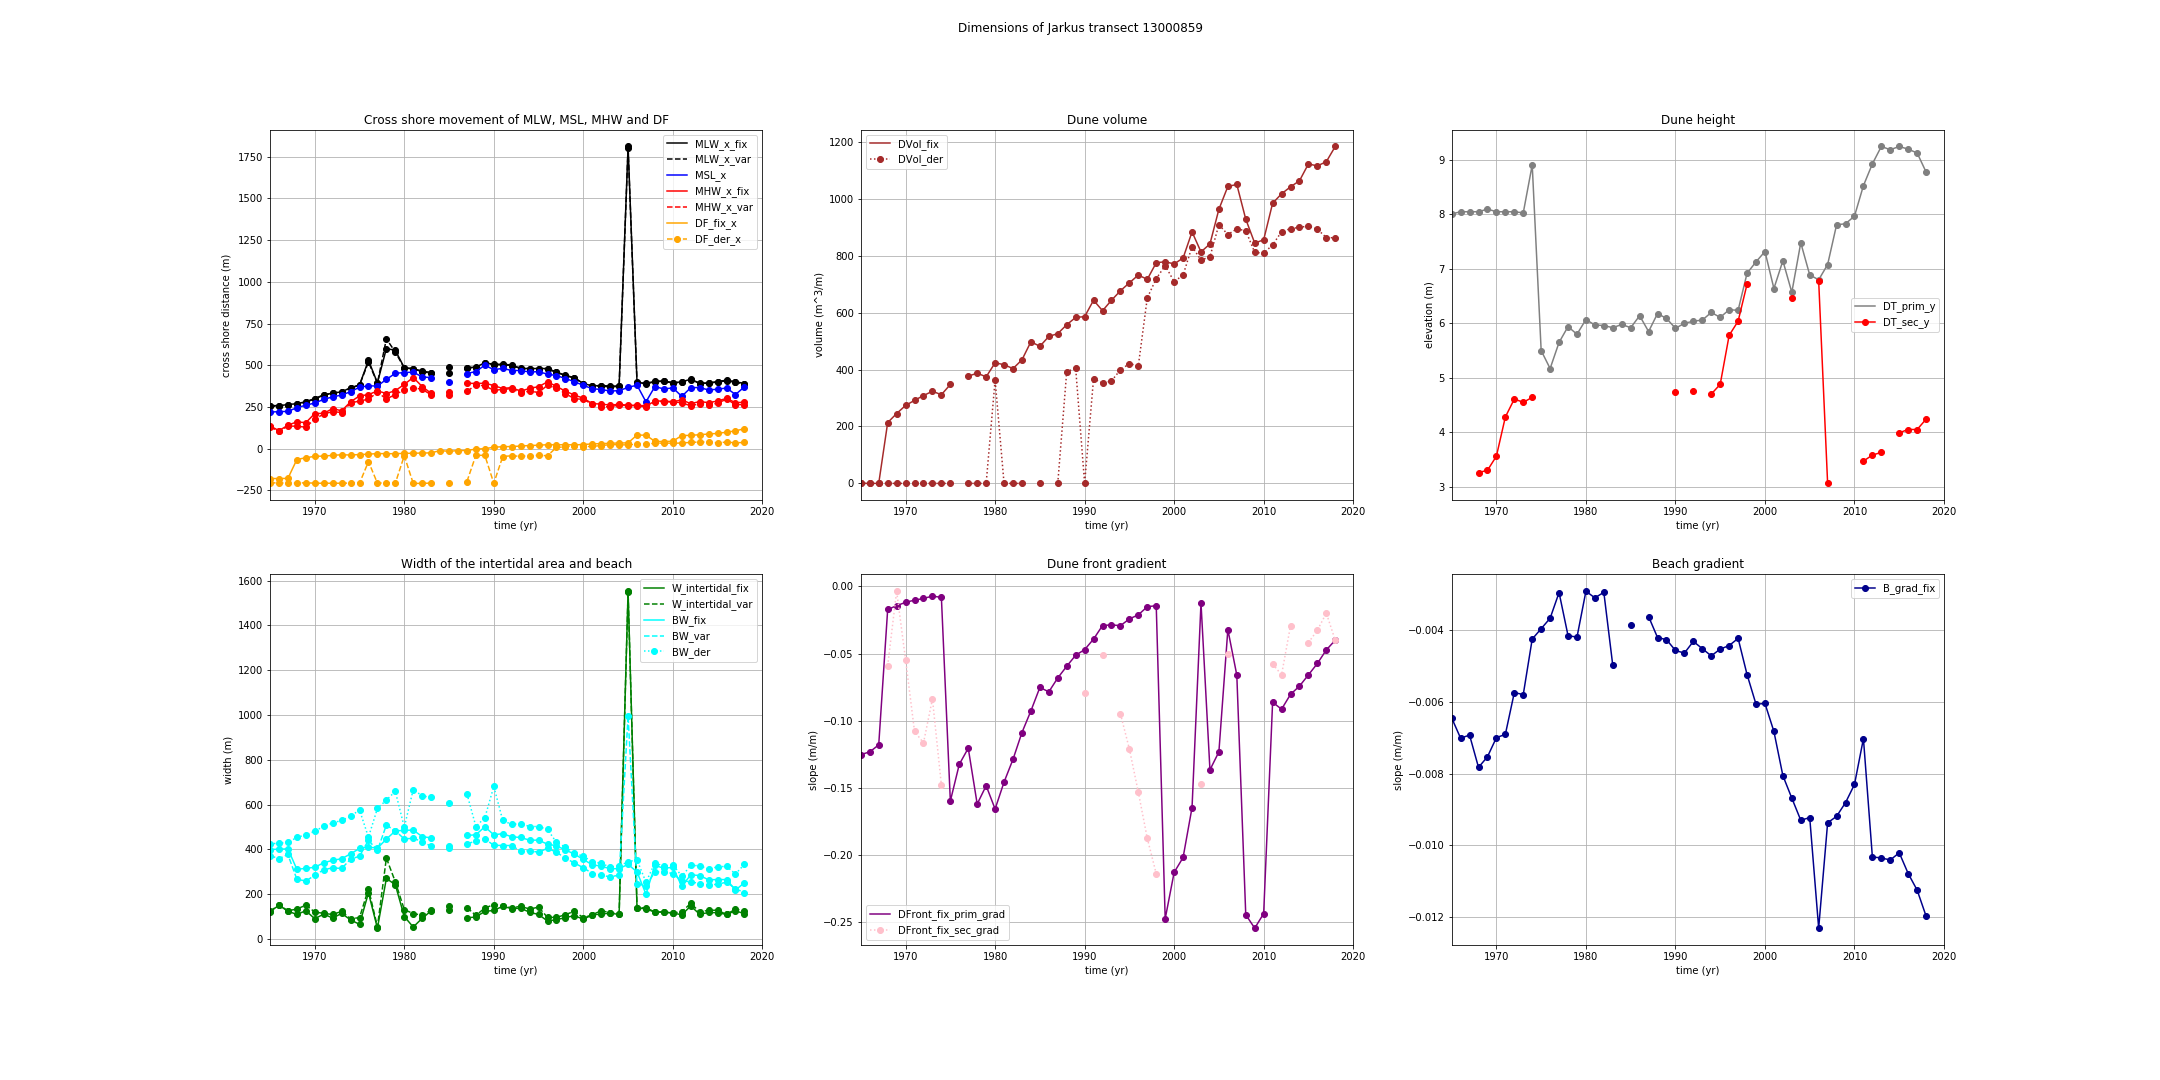 Dimensions of Jarkus transect 13000859
Cross shore movement of MLW, MSL, MHW and DF
cross shore distance (m)
1750
1500
1250
1000
750
500
250
0
−250
MLW_x_fix
MLW_x_var
MSL_x
MHW_x_fix
MHW_x_var
DF_fix_x
DF_der_x
1970 1980 1990 2000 2010 2020
time (yr)
Dune volume
volume (m^3/m)
1200
1000
800
600
400
200
0
DVol_fix
DVol_der
1970 1980 1990 2000 2010 2020
time (yr)
Dune height
elevation (m)
9
8
7
6
5
4
3
DT_prim_y
DT_sec_y
1970 1980 1990 2000 2010 2020
time (yr)
Width of the intertidal area and beach
width (m)
1600
1400
1200
1000
800
600
400
200
0
W_intertidal_fix
W_intertidal_var
BW_fix
BW_var
BW_der
1970 1980 1990 2000 2010 2020
time (yr)
Dune front gradient
slope (m/m)
0.00
−0.05
−0.10
−0.15
−0.20
−0.25
DFront_fix_prim_grad
DFront_fix_sec_grad
1970 1980 1990 2000 2010 2020
time (yr)
Beach gradient
slope (m/m)
−0.004
−0.006
−0.008
−0.010
−0.012
B_grad_fix
1970 1980 1990 2000 2010 2020
time (yr)